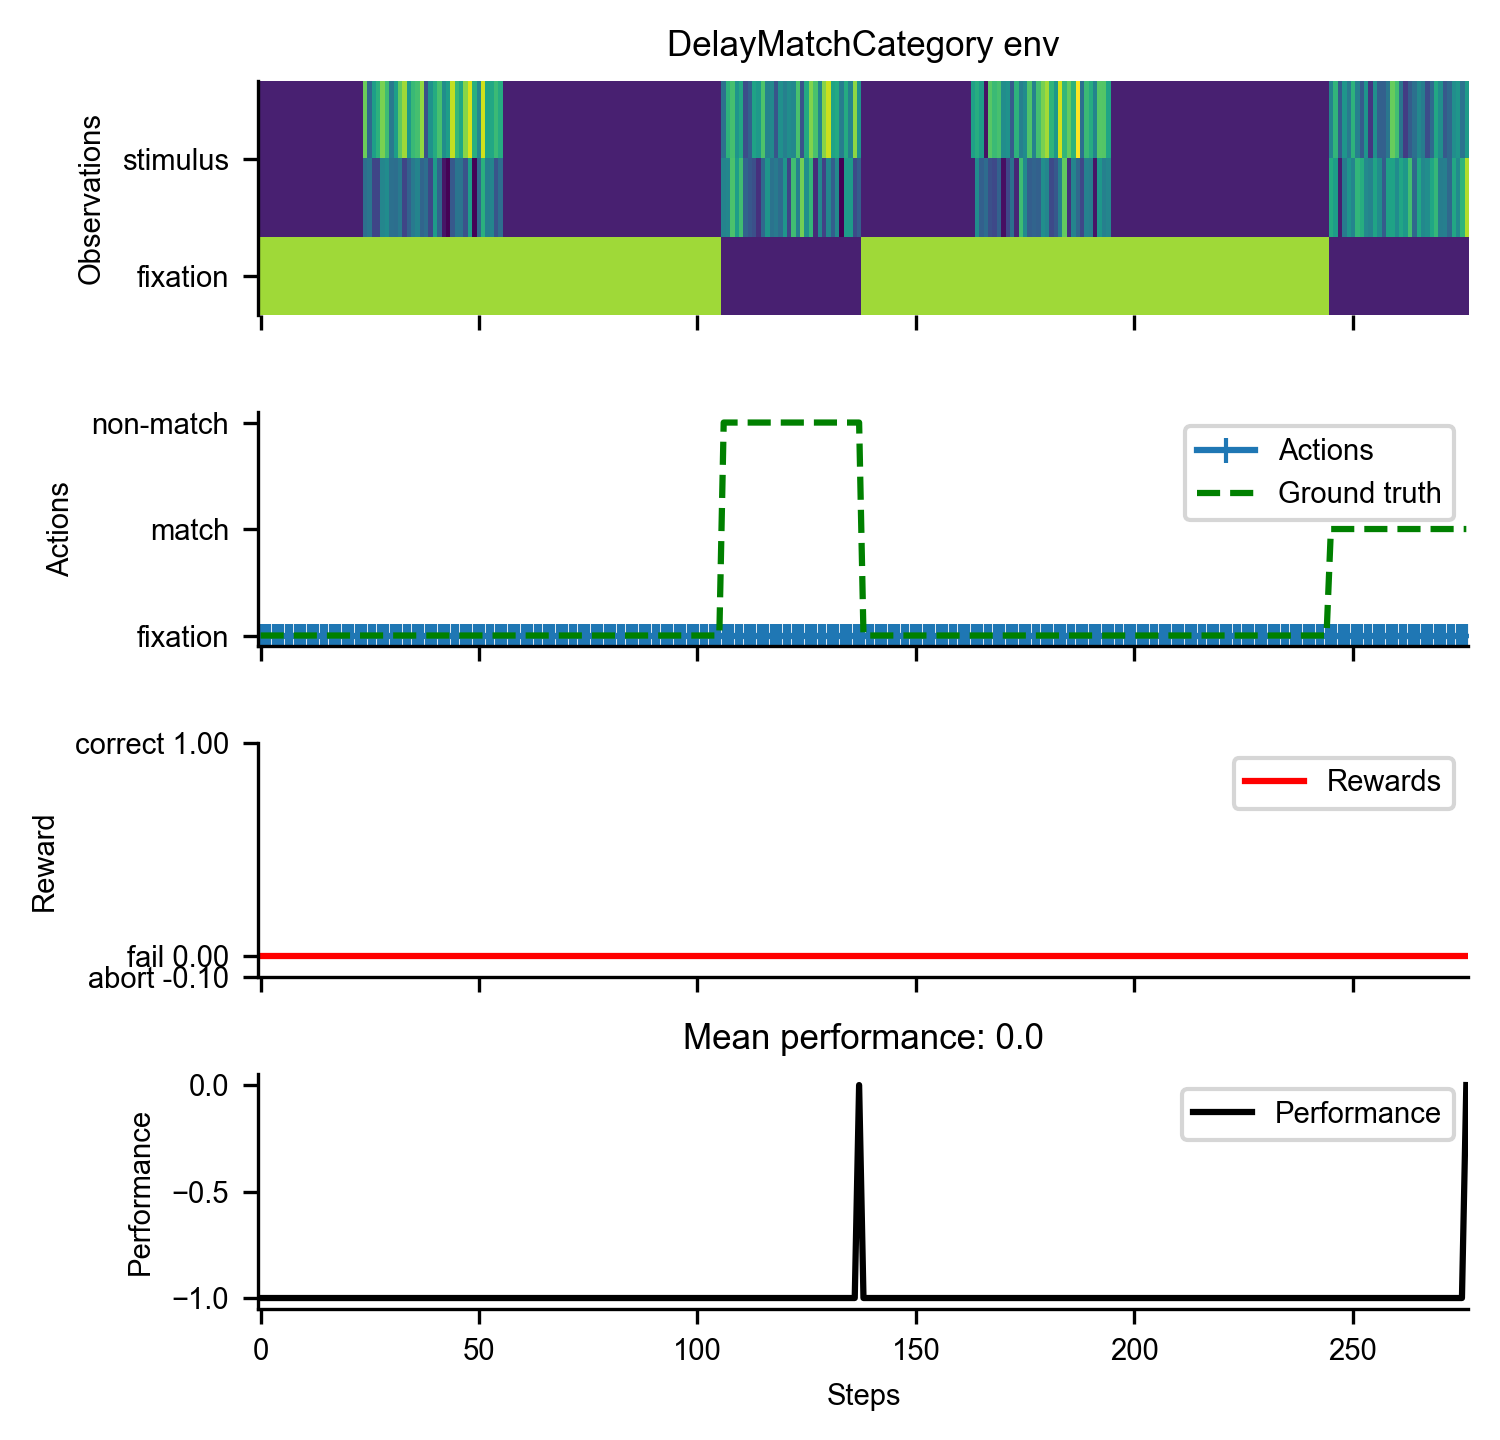 DelayMatchCategory env
Observations
stimulus
fixation
Actions
non-match
match
fixation
Actions
Ground truth
Reward
correct 1.00
fail 0.00
abort -0.10
Rewards
Mean performance: 0.0
Performance
0.0
−0.5
−1.0
Performance
0 50 100 150 200 250
Steps